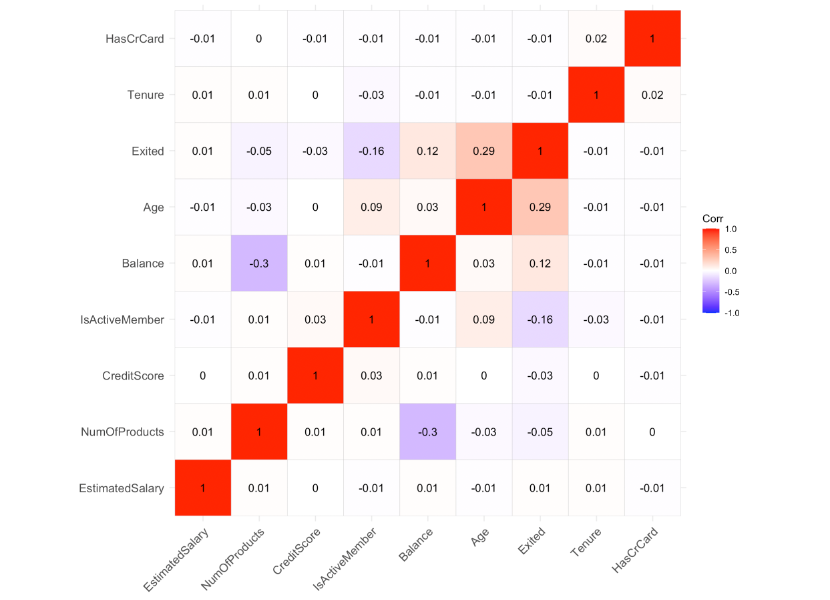 HasCrCard -0.01 0 -0.01 -0.01 -0.01 -0.01 -0.01 0.02 1
Tenure 0.01 0.01 0 -0.03 -0.01 -0.01 -0.01 1 0.02
Exited 0.01 -0.05 -0.03 -0.16 0.12 0.29 1 -0.01 -0.01
Age -0.01 -0.03 0 0.09 0.03 1 0.29 -0.01 -0.01
Balance 0.01 -0.3 0.01 -0.01 1 0.03 0.12 -0.01 -0.01
IsActiveMember -0.01 0.01 0.03 1 -0.01 0.09 -0.16 -0.03 -0.01
CreditScore 0 0.01 1 0.03 0.01 0 -0.03 0 -0.01
NumOfProducts 0.01 1 0.01 0.01 -0.3 -0.03 -0.05 0.01 0
EstimatedSalary 1 0.01 0 -0.01 0.01 -0.01 0.01 0.01 -0.01
EstimatedSalary NumOfProducts CreditScore IsActiveMember Balance Age Exited Tenure HasCrCard
Corr
1.0
0.5
0.0
-0.5
-1.0